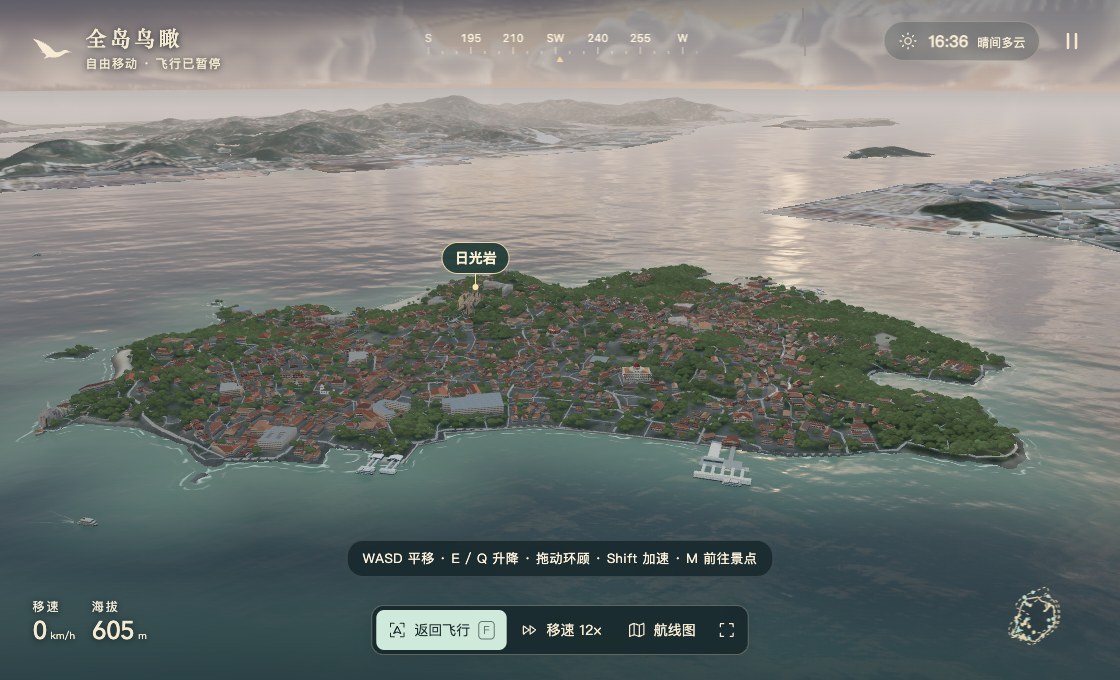 全岛鸟瞰
自由移动 · 飞行已暂停
S 195 210 SW 240 255 W
16:36 晴间多云
日光岩
WASD 平移 · E / Q 升降 · 拖动环顾 · Shift 加速 · M 前往景点
移速 海拔
0 km/h 605 m
返回飞行 F
移速 12x
航线图